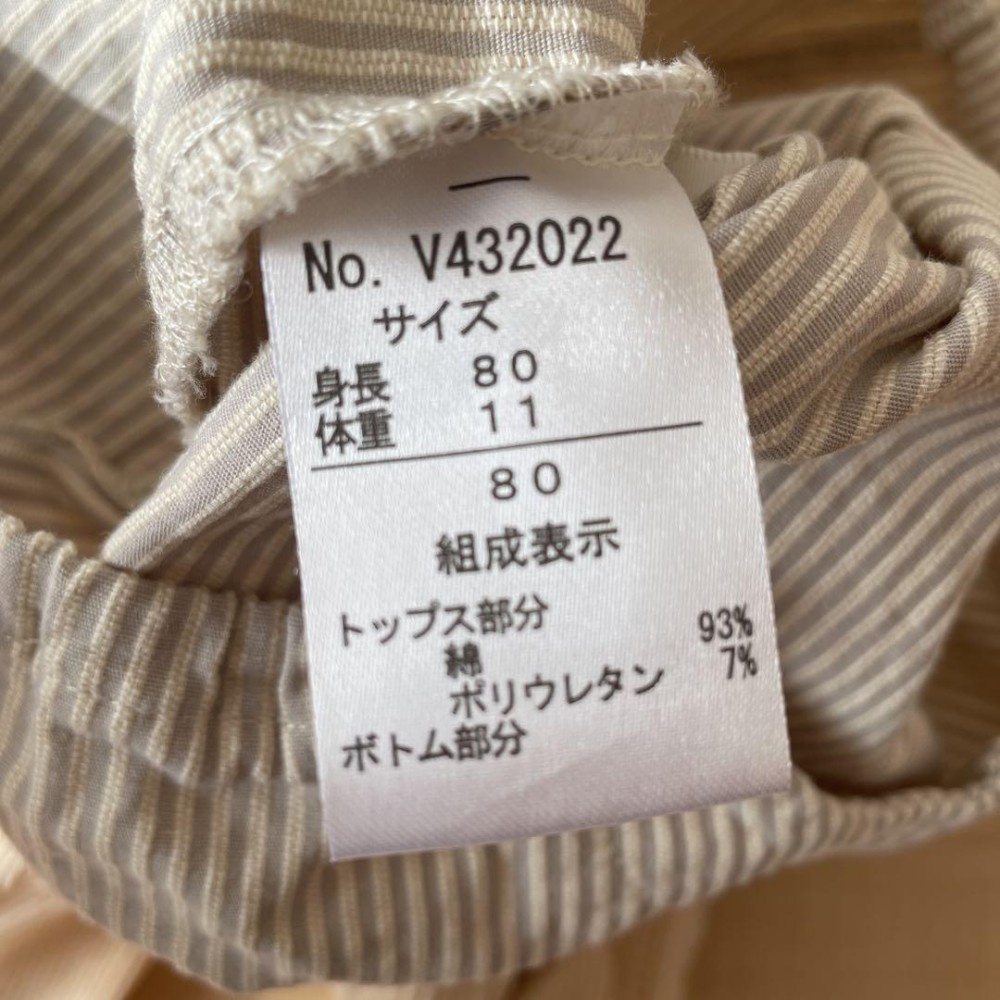 No. V432022
サイズ
身長 80
体重 11
80
組成表示
トップス部分
綿 93%
ポリウレタン 7%
ボトム部分